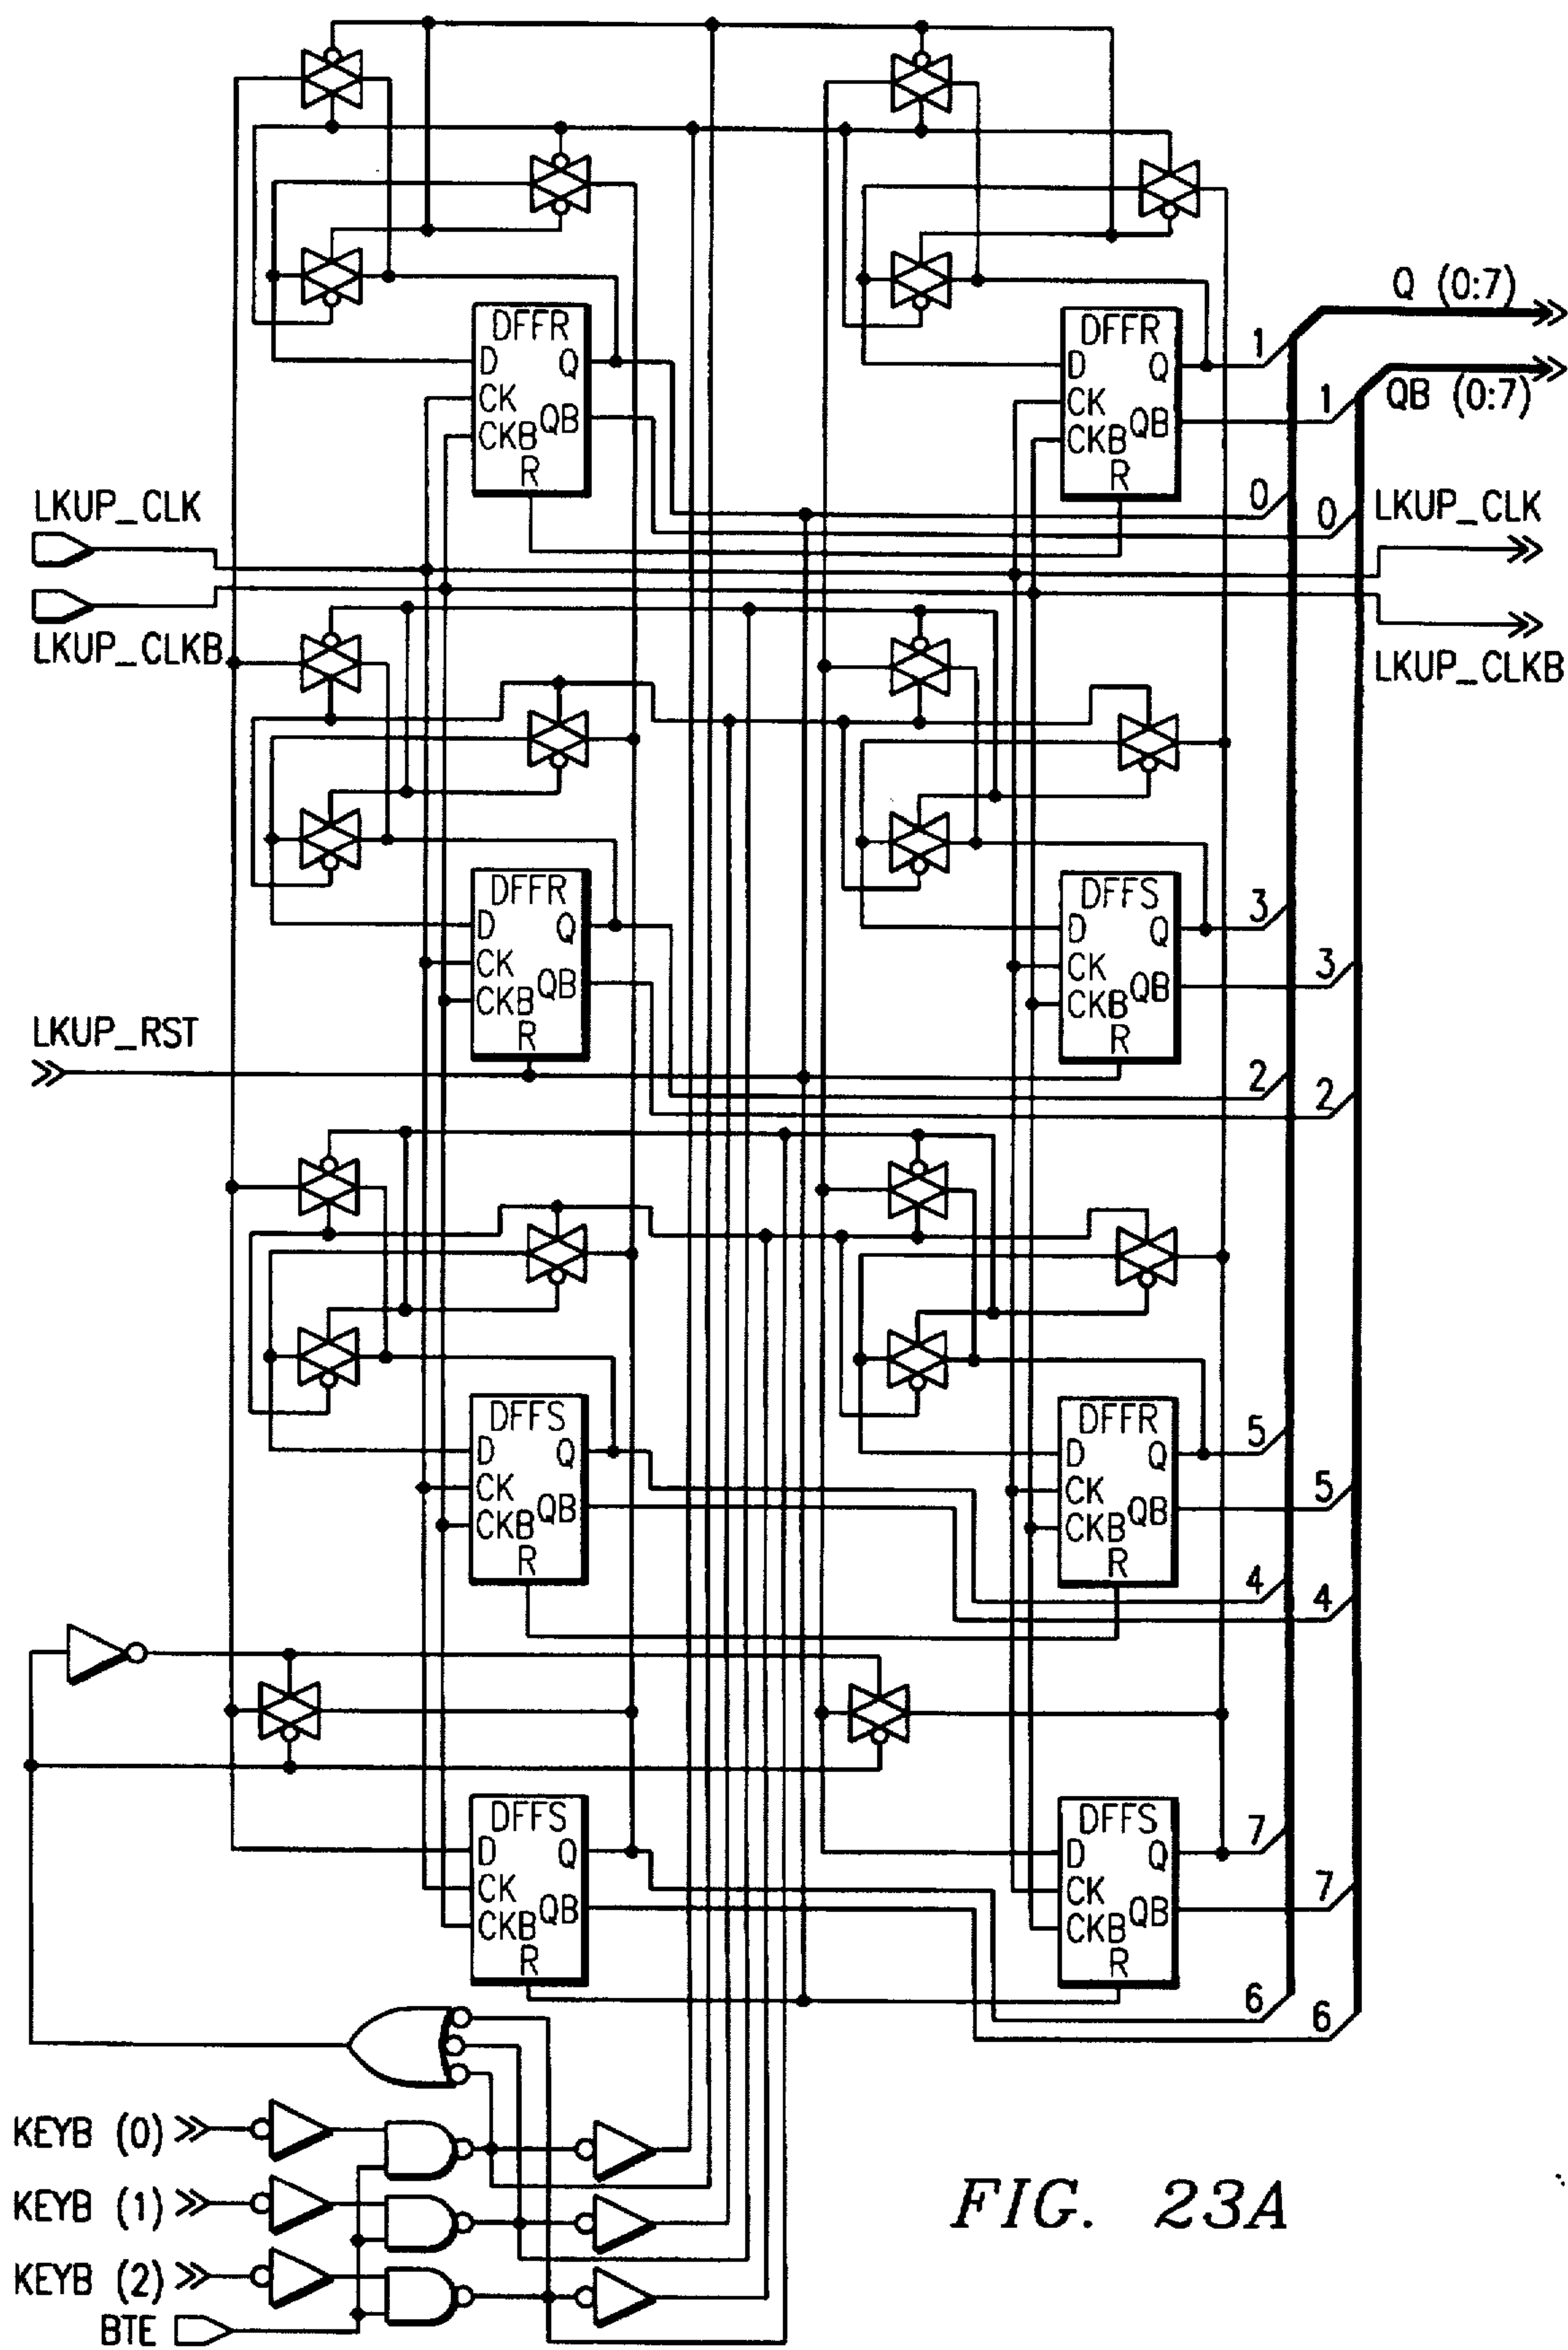 Q (0:7)
DFFR
D Q
CK
QB
CKB
R
DFFR
D Q
CK
QB
CKB
R
1
1
QB (0:7)
LKUP_CLK
0
0
LKUP_CLK
LKUP_CLKB
LKUP_CLKB
DFFR
D Q
CK
QB
CKB
R
DFFS
D Q
CK
QB
CKB
R
3
3
LKUP_RST
2
2
DFFS
D Q
CK
QB
CKB
R
DFFR
D Q
CK
QB
CKB
R
5
5
4
4
DFFS
D Q
CK
QB
CKB
R
DFFS
D Q
CK
QB
CKB
R
7
7
6
6
KEYB (0)
KEYB (1)
KEYB (2)
BTE
FIG. 23A